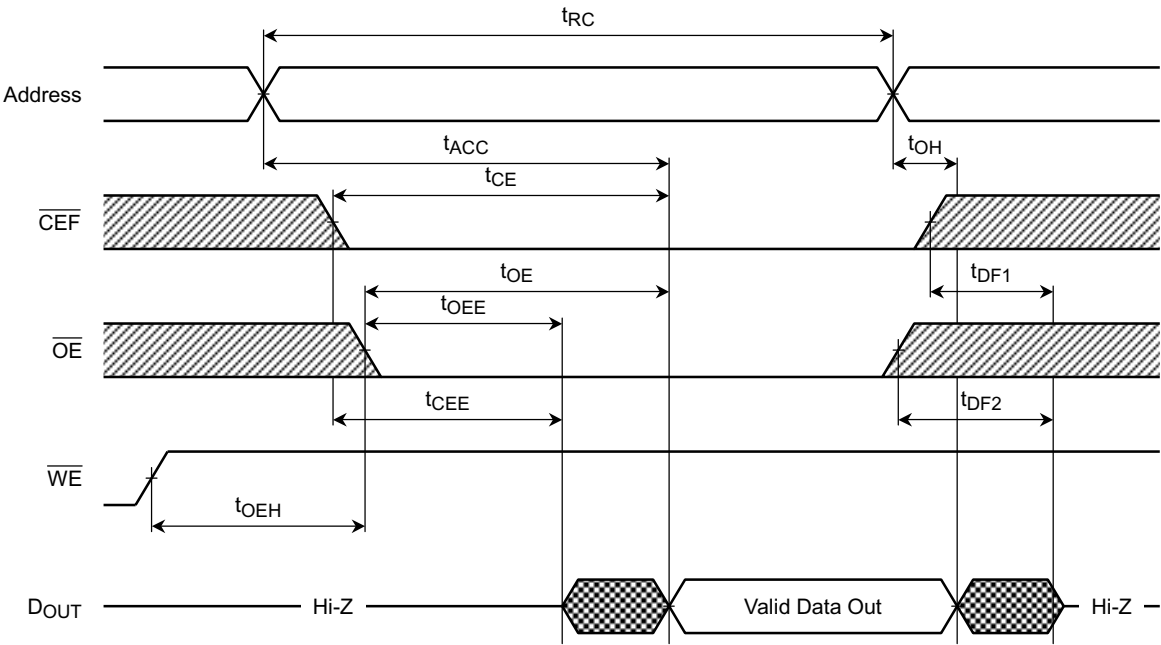 tRC
Address
tACC
tOH
tCE
CEF
tOE
tDF1
tOEE
OE
tCEE
tDF2
WE
tOEH
DOUT
Hi-Z
Valid Data Out
Hi-Z